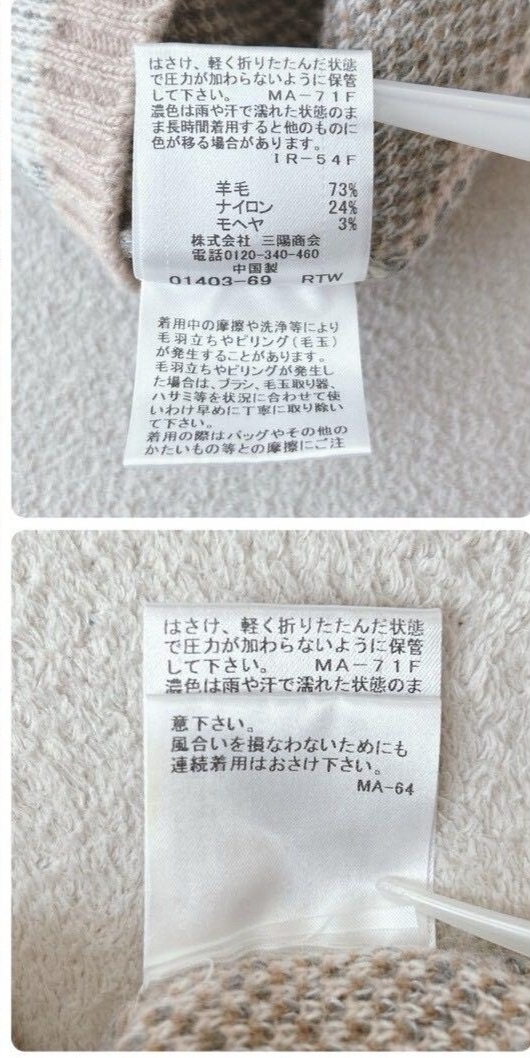 はさけ、軽く折りたたんだ状態
で圧力が加わらないように保管
して下さい。 MA-71F
濃色は雨や汗で濡れた状態のま
ま長時間着用すると他のものに
色が移る場合があります。
IR-54F
羊毛 73%
ナイロン 24%
モヘヤ 3%
株式会社 三陽商会
電話0120-340-460
中国製
01403-69 RTW
着用中の摩擦や洗浄等により
毛羽立ちやピリング(毛玉)
が発生することがあります。
毛羽立ちやピリングが発生し
た場合は、ブラシ、毛玉取り器、
ハサミ等を状況に合わせて使
いわけ早めに丁寧に取り除い
て下さい。
着用の際はバッグやその他の
かたいもの等との摩擦にご注
はさけ、軽く折りたたんだ状態
で圧力が加わらないように保管
して下さい。 MA-71F
濃色は雨や汗で濡れた状態のま
意下さい。
風合いを損なわないためにも
連続着用はおさけ下さい。
MA-64